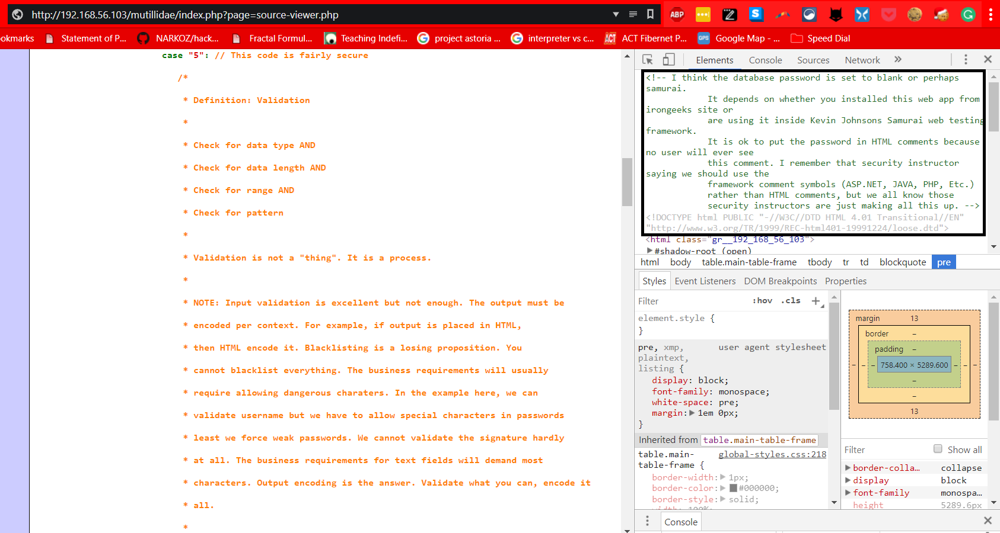 http://192.168.56.103/mutillidae/index.php?page=source-viewer.php
ABP
S
G
okmarks
Statement of P...
NARKOZ/hack...
Fractal Formul...
Teaching Indefi...
project astoria ...
interpreter vs c...
ACT
ACT Fibernet P...
GPS
Google Map - ...
Speed Dial
case "5": // This code is fairly secure
/*
* Definition: Validation
*
* Check for data type AND
* Check for data length AND
* Check for range AND
* Check for pattern
*
* Validation is not a "thing". It is a process.
*
* NOTE: Input validation is excellent but not enough. The output must be
* encoded per context. For example, if output is placed in HTML,
* then HTML encode it. Blacklisting is a losing proposition. You
* cannot blacklist everything. The business requirements will usually
* require allowing dangerous charaters. In the example here, we can
* validate username but we have to allow special characters in passwords
* least we force weak passwords. We cannot validate the signature hardly
* at all. The business requirements for text fields will demand most
* characters. Output encoding is the answer. Validate what you can, encode it
* all.
*
Elements Console Sources Network »
<!-- I think the database password is set to blank or perhaps
samurai.
It depends on whether you installed this web app from
irongeeks site or
are using it inside Kevin Johnsons Samurai web testing
framework.
It is ok to put the password in HTML comments because
no user will ever see
this comment. I remember that security instructor
saying we should use the
framework comment symbols (ASP.NET, JAVA, PHP, Etc.)
rather than HTML comments, but we all know those
security instructors are just making all this up. -->
<!DOCTYPE html PUBLIC "-//W3C//DTD HTML 4.01 Transitional//EN"
"http://www.w3.org/TR/1999/REC-html401-19991224/loose.dtd">
<html class="gr__192_168_56_103">
#shadow-root (open)
html body table.main-table-frame tbody tr td blockquote pre
Styles Event Listeners DOM Breakpoints Properties
Filter :hov .cls +
element.style {
}
pre, xmp, user agent stylesheet
plaintext,
listing {
display: block;
font-family: monospace;
white-space: pre;
margin: 1em 0px;
}
Inherited from table.main-table-frame
table.main- global-styles.css:218
table-frame {
border-width: 1px;
border-color: #000000;
border-style: solid;
width: 100%;
margin 13
border –
padding –
– – – 758.400 × 5289.600 – – –
–
–
13
Filter Show all
border-colla... collapse
display block
font-family monospa...
height 5289.6px
Console